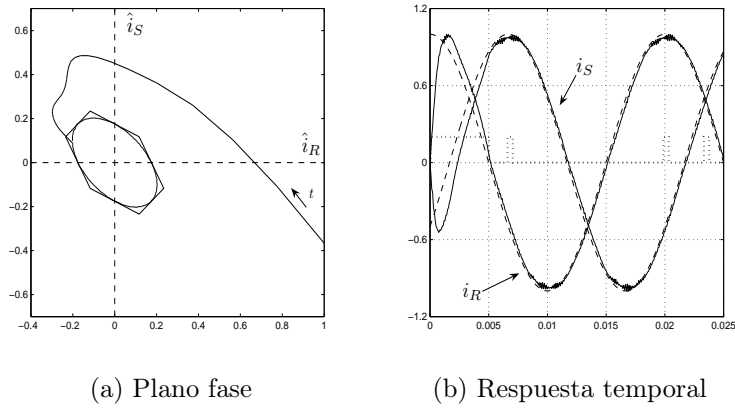 î_S
0.6
0.4
0.2
0
-0.2
-0.4
-0.6
î_R
t
-0.4 -0.2 0 0.2 0.4 0.6 0.8 1
1.2
0.6
0
-0.6
-1.2
i_S
i_R
0 0.005 0.01 0.015 0.02 0.025
(a) Plano fase
(b) Respuesta temporal